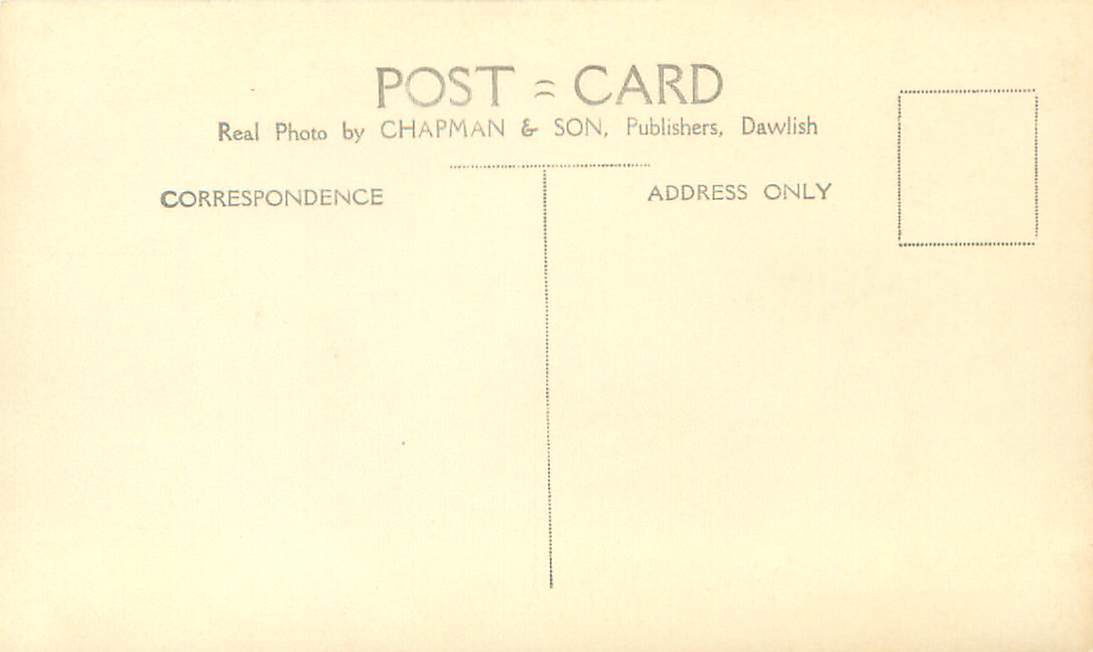 POST = CARD
Real Photo by CHAPMAN & SON, Publishers, Dawlish
CORRESPONDENCE
ADDRESS ONLY